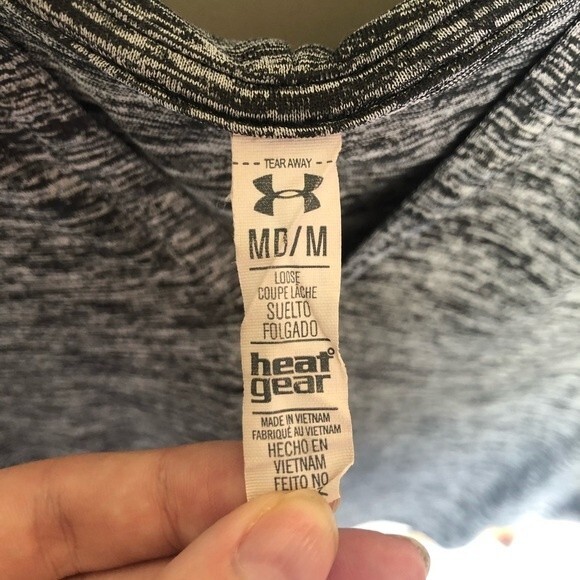 TEAR AWAY
MD/M
LOOSE
COUPE LÂCHE
SUELTO
FOLGADO
heat
gear
MADE IN VIETNAM
FABRIQUÉ AU VIETNAM
HECHO EN
VIETNAM
FEITO NO